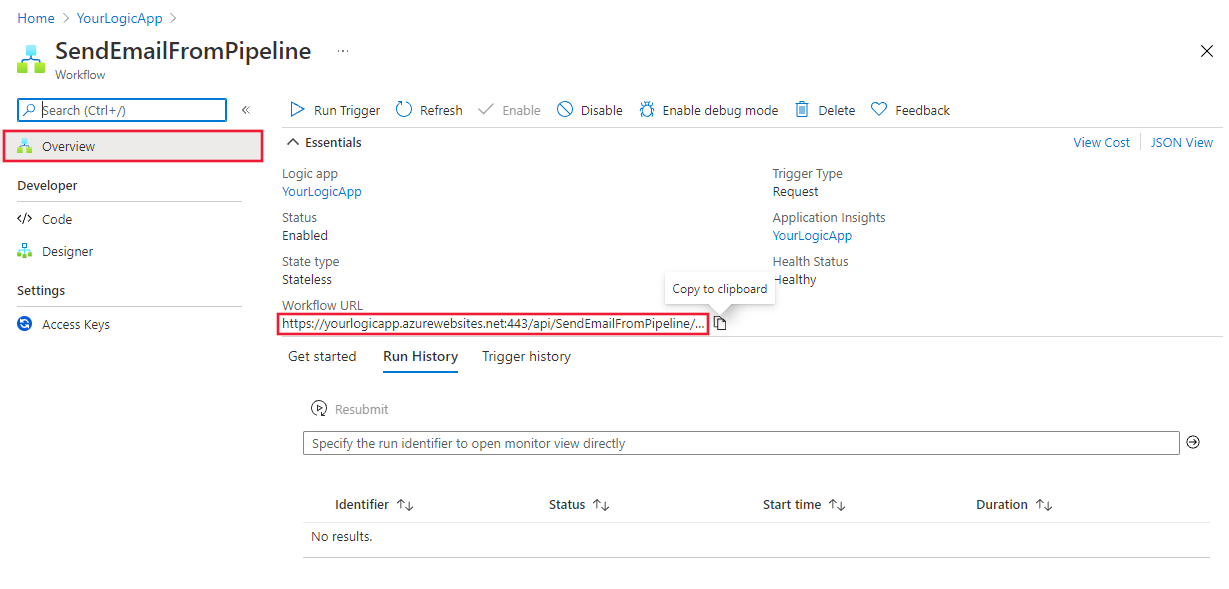 Home > YourLogicApp >
SendEmailFromPipeline ...
Workflow
Search (Ctrl+/)
«
Run Trigger Refresh Enable Disable Enable debug mode Delete Feedback
Overview
Developer
Code
Designer
Settings
Access Keys
Essentials
View Cost JSON View
Logic app
YourLogicApp
Status
Enabled
State type
Stateless
Workflow URL
https://yourlogicapp.azurewebsites.net:443/api/SendEmailFromPipeline/...
Trigger Type
Request
Application Insights
YourLogicApp
Health Status
Healthy
Copy to clipboard
Get started Run History Trigger history
Resubmit
Specify the run identifier to open monitor view directly
Identifier Status Start time Duration
No results.